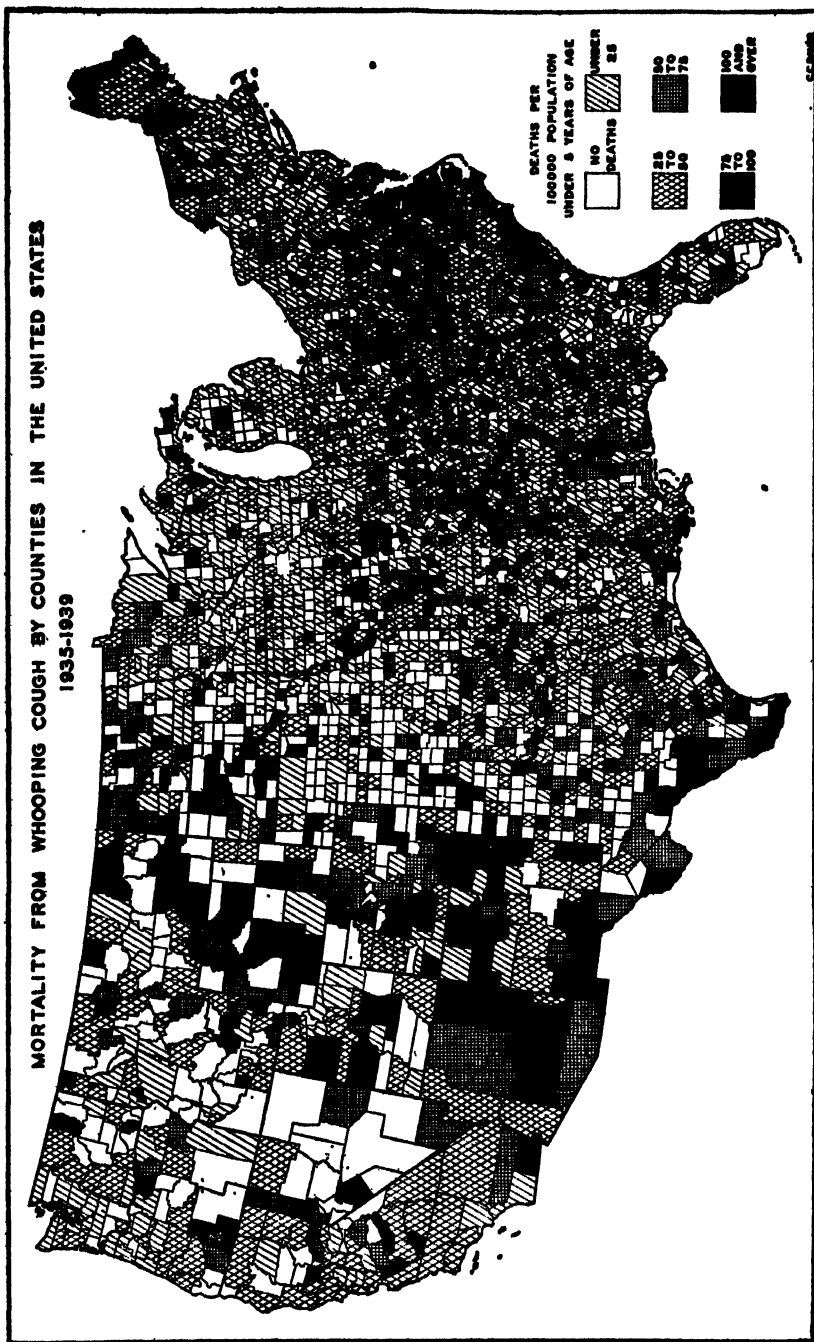 MORTALITY FROM WHOOPING COUGH BY COUNTIES IN THE UNITED STATES
1935-1939
DEATHS PER
100000 POPULATION
UNDER 5 YEARS OF AGE
NO
DEATHS
UNDER
25
25
TO
50
50
TO
75
75
TO
100
100
AND
OVER